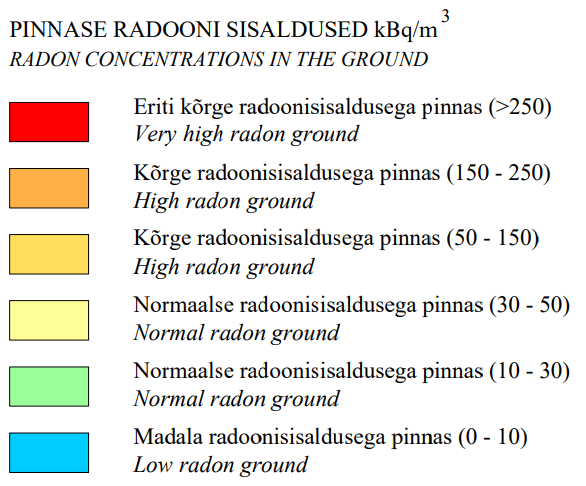 PINNASE RADOONI SISALDUSED kBq/m³
RADON CONCENTRATIONS IN THE GROUND
Eriti kõrge radoonisisaldusega pinnas (>250)
Very high radon ground
Kõrge radoonisisaldusega pinnas (150 - 250)
High radon ground
Kõrge radoonisisaldusega pinnas (50 - 150)
High radon ground
Normaalse radoonisisaldusega pinnas (30 - 50)
Normal radon ground
Normaalse radoonisisaldusega pinnas (10 - 30)
Normal radon ground
Madala radoonisisaldusega pinnas (0 - 10)
Low radon ground